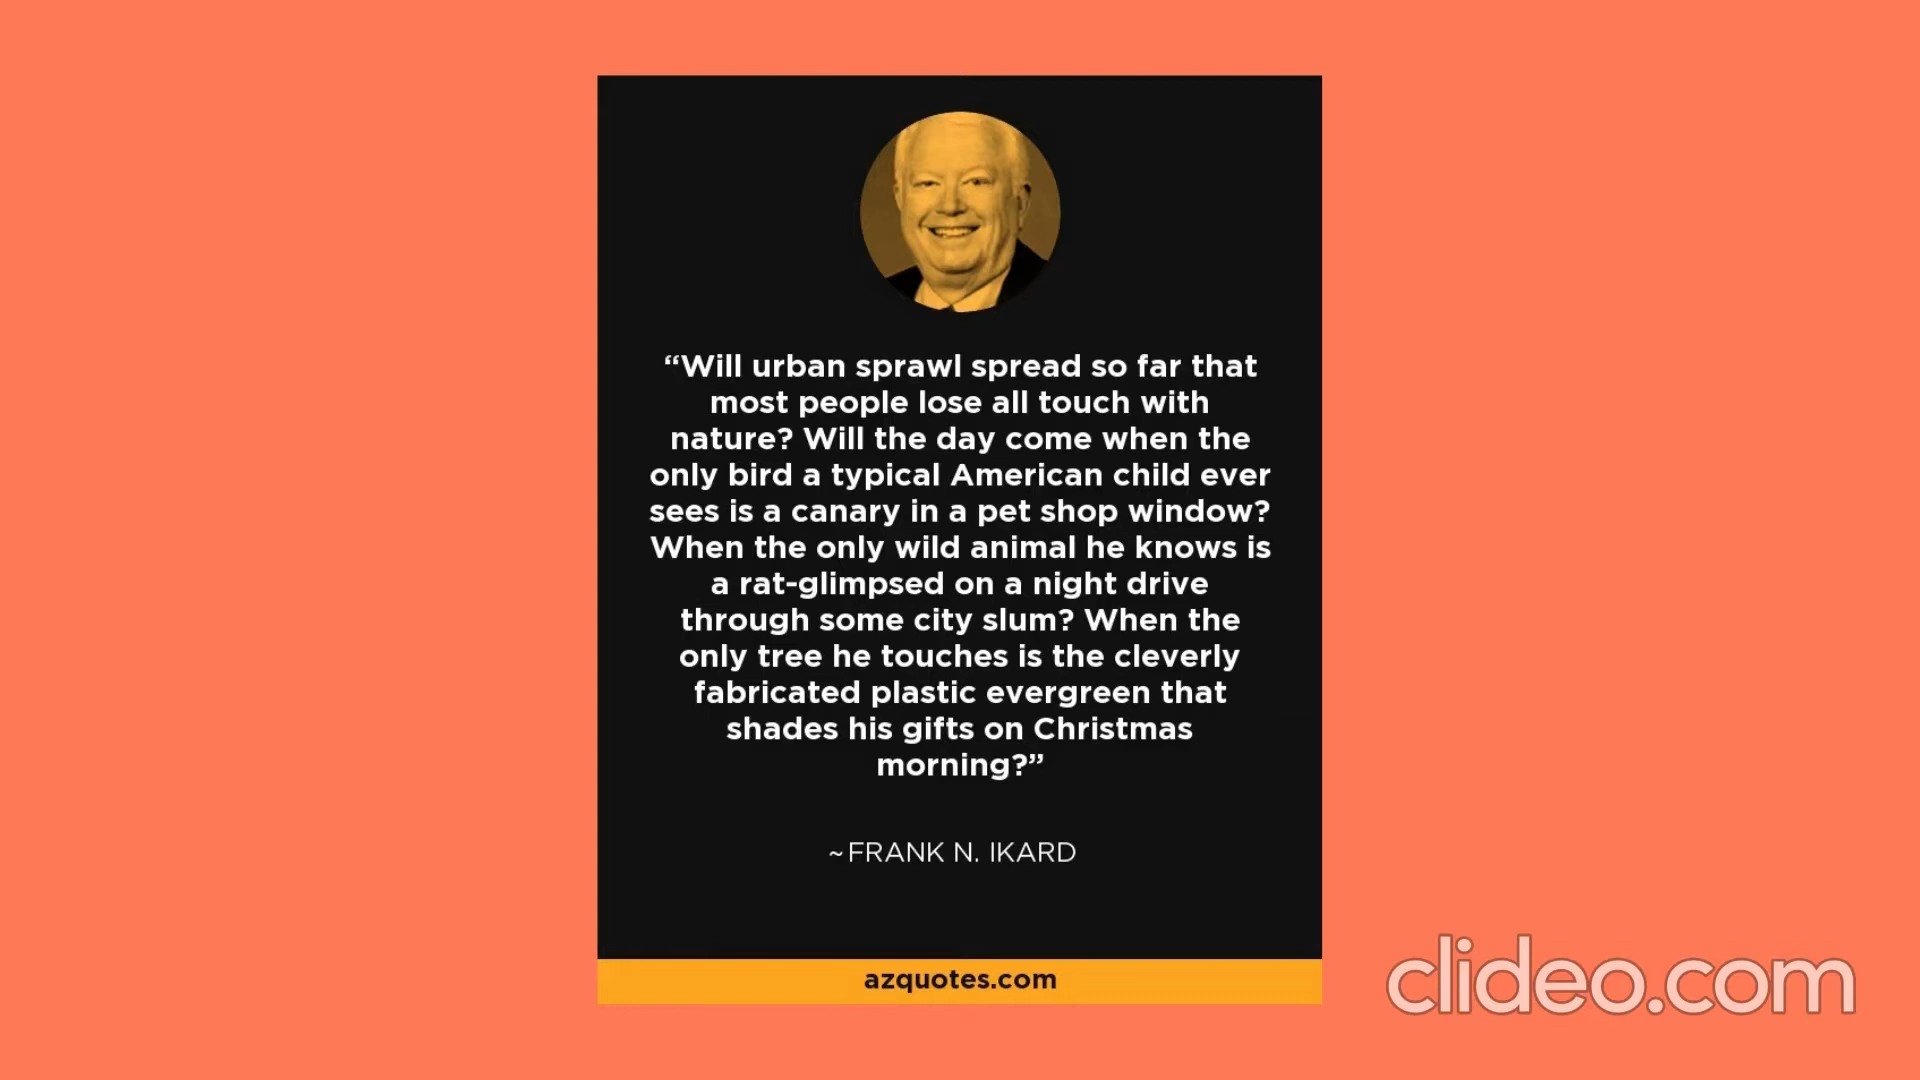 “Will urban sprawl spread so far that
most people lose all touch with
nature? Will the day come when the
only bird a typical American child ever
sees is a canary in a pet shop window?
When the only wild animal he knows is
a rat-glimpsed on a night drive
through some city slum? When the
only tree he touches is the cleverly
fabricated plastic evergreen that
shades his gifts on Christmas
morning?”
~FRANK N. IKARD
azquotes.com
clideo.com